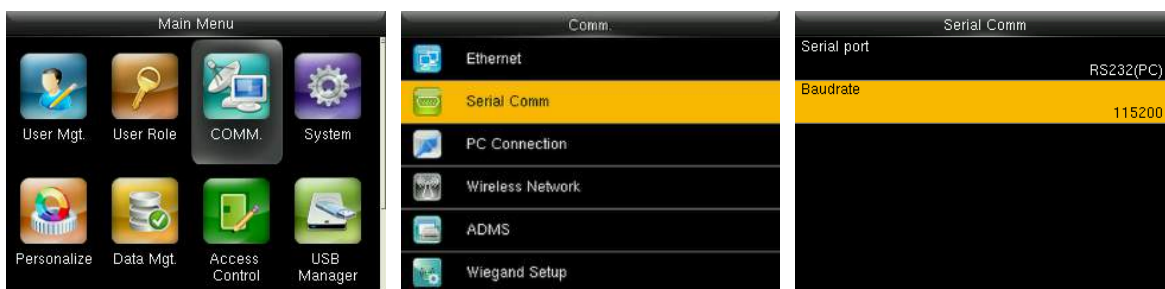 Main Menu
User Mgt.
User Role
COMM.
System
Personalize
Data Mgt.
Access
Control
USB
Manager
Comm.
Ethernet
Serial Comm
PC Connection
Wireless Network
ADMS
Wiegand Setup
Serial Comm
Serial port
RS232(PC)
Baudrate
115200